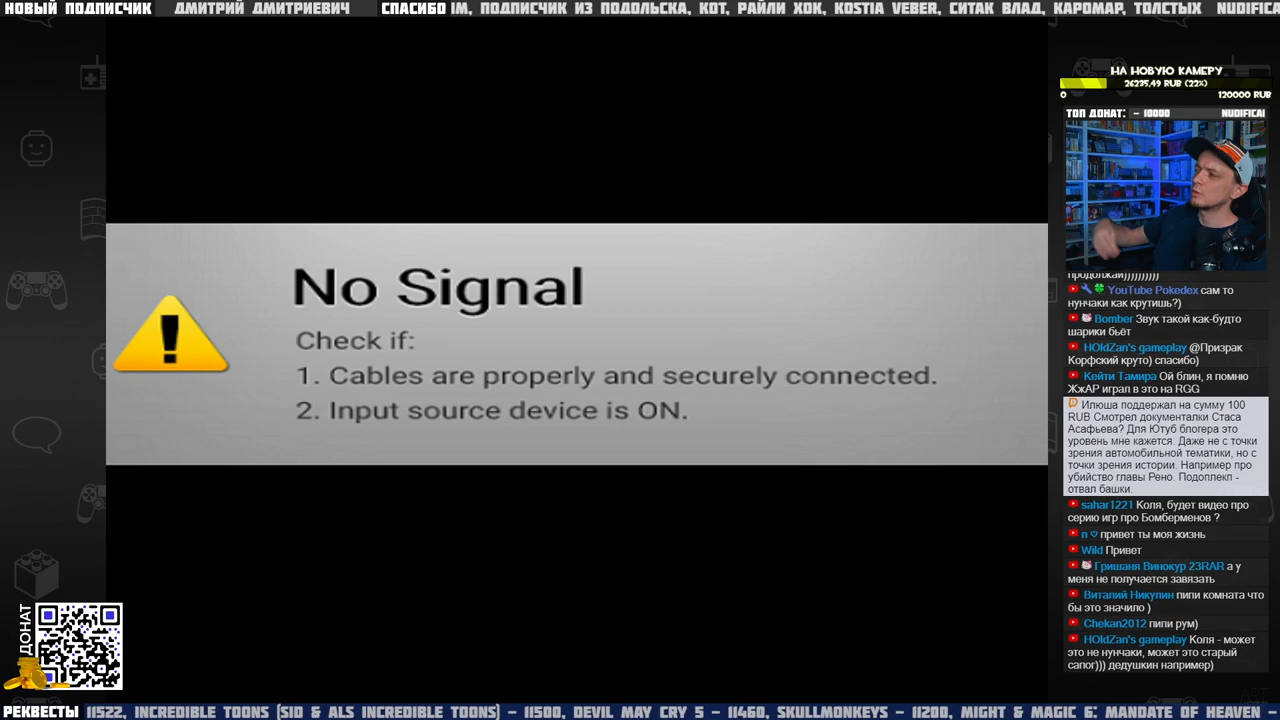 НОВЫЙ ПОДПИСЧИК ДМИТРИЙ ДМИТРИЕВИЧ СПАСИБО IM, ПОДПИСЧИК ИЗ ПОДОЛЬСКА, КОТ, РАЙЛИ ХОК, KOSTIA VEBER, СИТАК ВЛАД, КАРОМАР, ТОЛСТЫХ NUDIFICA
НА НОВУЮ КАМЕРУ
26235,49 RUB (22%)
0 120000 RUB
ТОП ДОНАТ: - 10000 NUDIFICAI
No Signal
Check if:
1. Cables are properly and securely connected.
2. Input source device is ON.
продолжай)))))))))
YouTube Pokedex сам то
нунчаки как крутишь?)
Bomber Звук такой как-будто
шарики бьёт
HOldZan's gameplay @Призрак
Корфский круто) спасибо)
Кейти Тамира Ой блин, я помню
ЖжАР играл в это на RGG
Илюша поддержал на сумму 100
RUB Смотрел документалки Стаса
Асафьева? Для Ютуб блогера это
уровень мне кажется. Даже не с точки
зрения автомобильной тематики, но с
точки зрения истории. Например про
убийство главы Рено. Подоплекл -
отвал башки.
sahar1221 Коля, будет видео про
серию игр про Бомберменов ?
n ♡ привет ты моя жизнь
Wild Привет
Гришаня Винокур 23RAR а у
меня не получается завязать
Виталий Никулин пипи комната что
бы это значило )
Chekan2012 пипи рум)
HOldZan's gameplay Коля - может
это не нунчаки, может это старый
сапог))) дедушкин например)
ДОНАТ
РЕКВЕСТЫ 11522, INCREDIBLE TOONS (SID & ALS INCREDIBLE TOONS) - 11500, DEVIL MAY CRY 5 - 11460, SKULLMONKEYS - 11200, MIGHT & MAGIC 6: MANDATE OF HEAVEN -